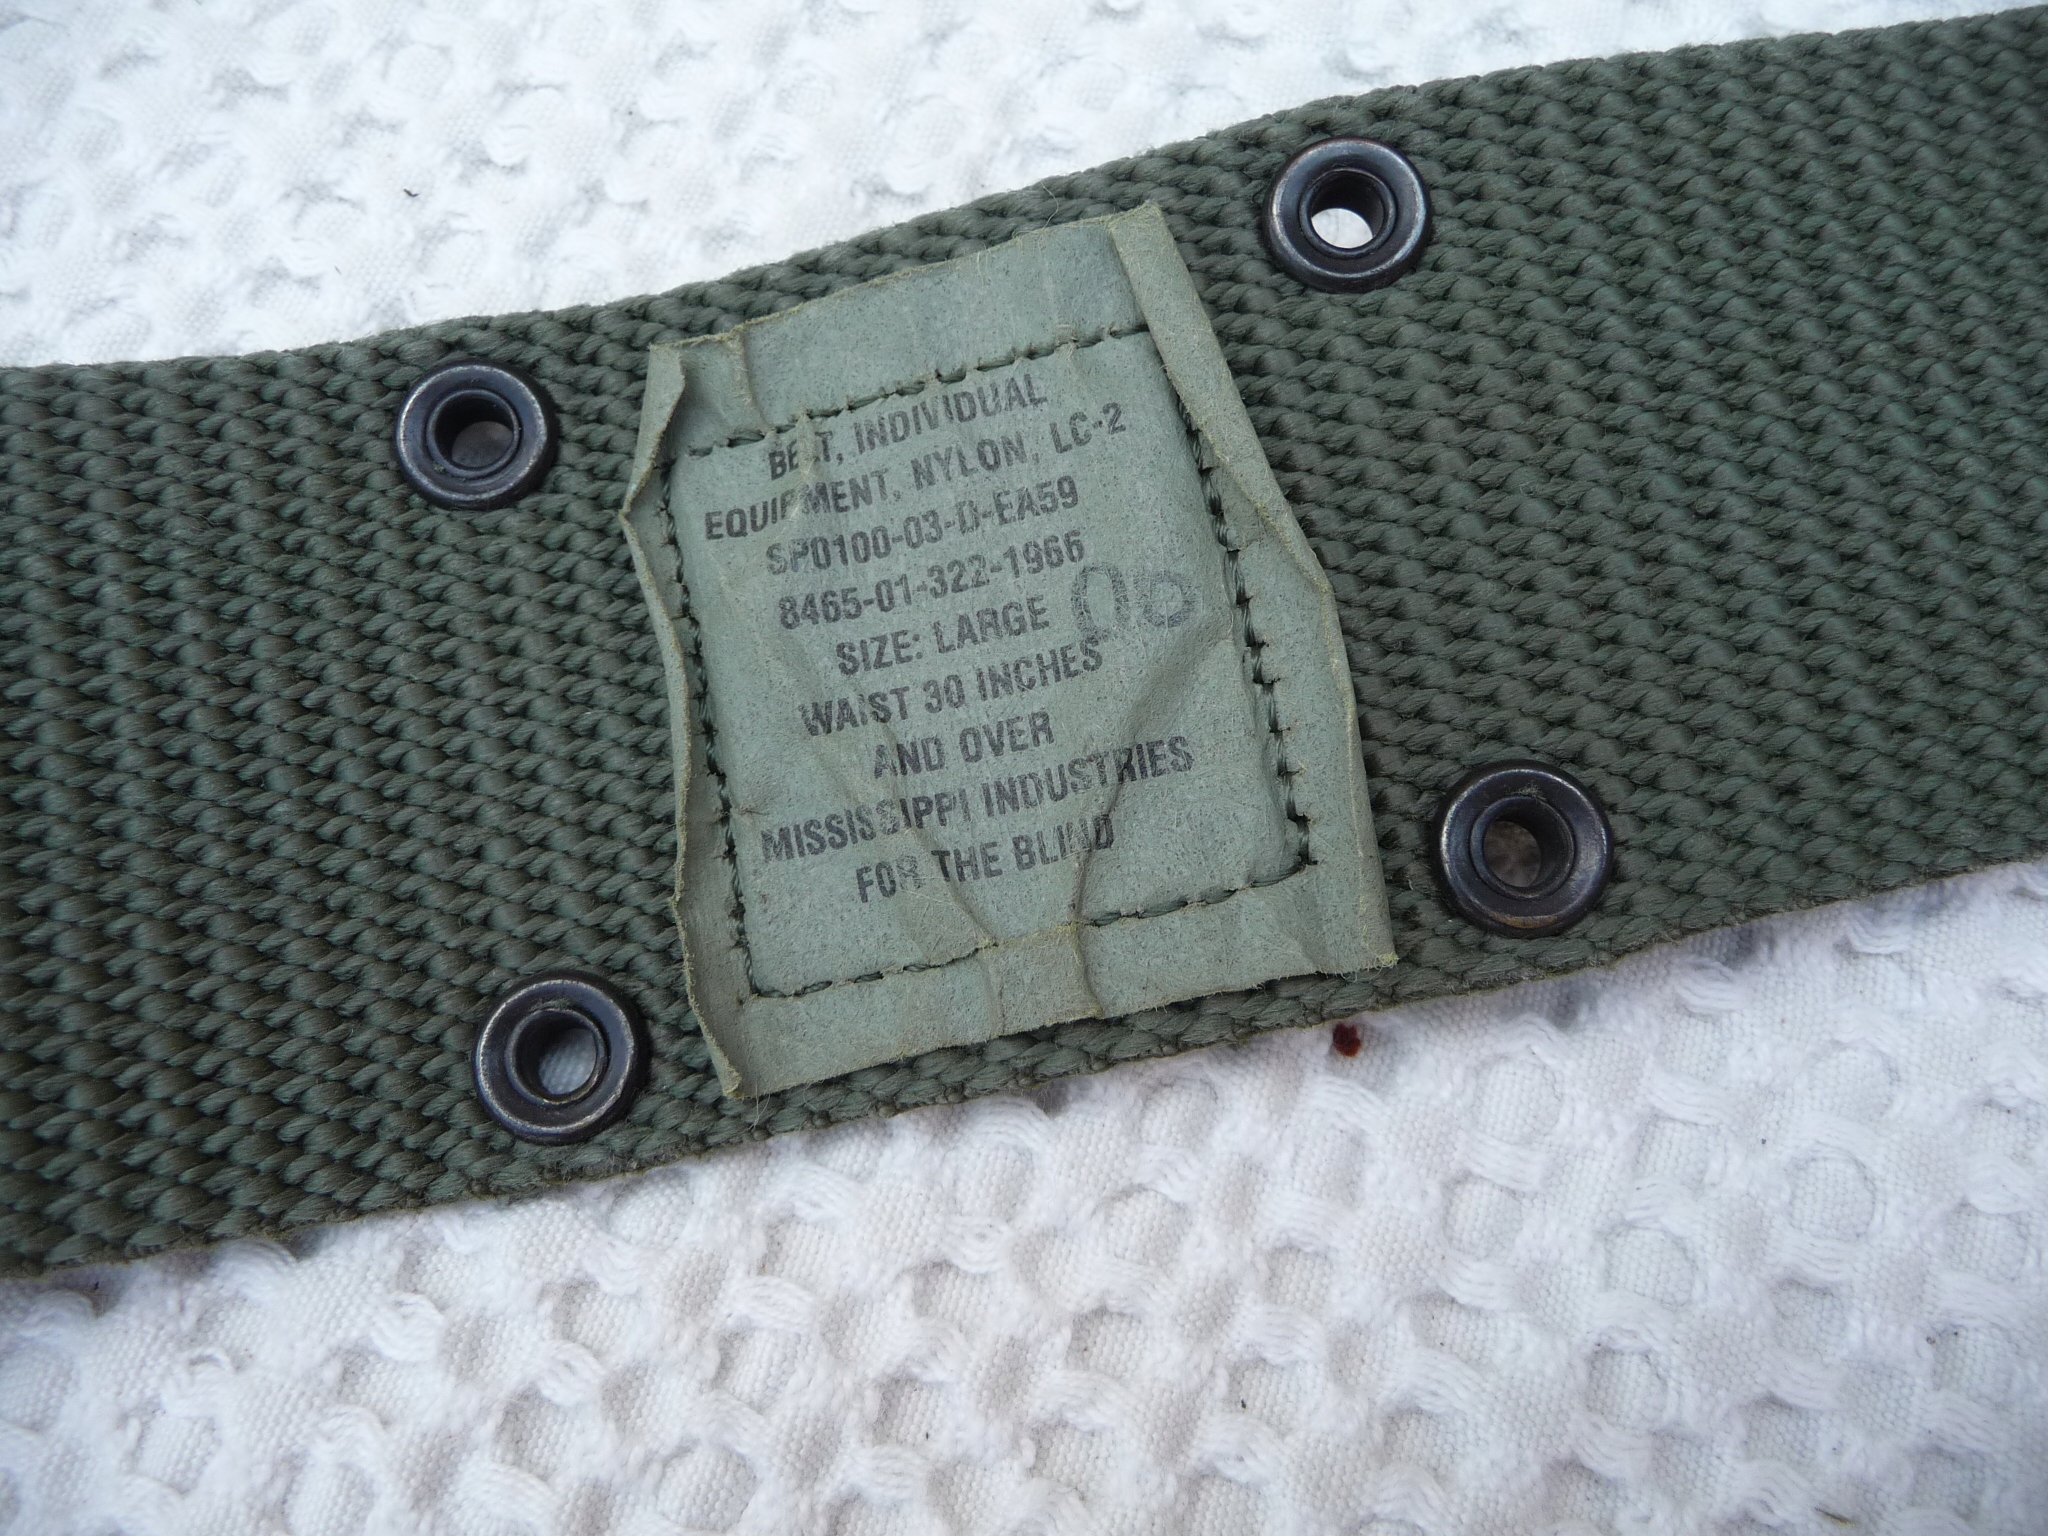 BELT, INDIVIDUAL
EQUIPMENT, NYLON, LC-2
SP0100-03-D-EA59
8465-01-322-1966
SIZE: LARGE 06
WAIST 30 INCHES
AND OVER
MISSISSIPPI INDUSTRIES
FOR THE BLIND